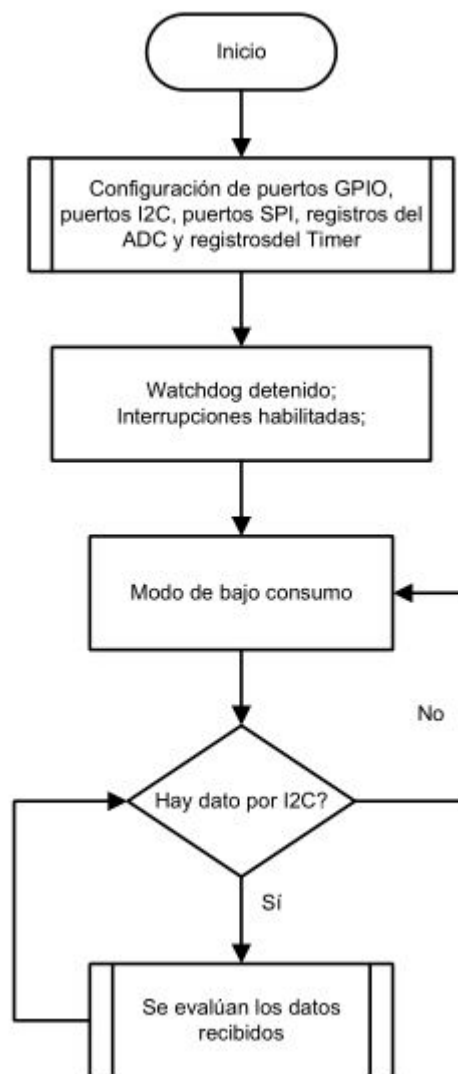 Inicio
Configuración de puertos GPIO,
puertos I2C, puertos SPI, registros del
ADC y registrosdel Timer
Watchdog detenido;
Interrupciones habilitadas;
Modo de bajo consumo
No
Hay dato por I2C?
Sí
Se evalúan los datos
recibidos